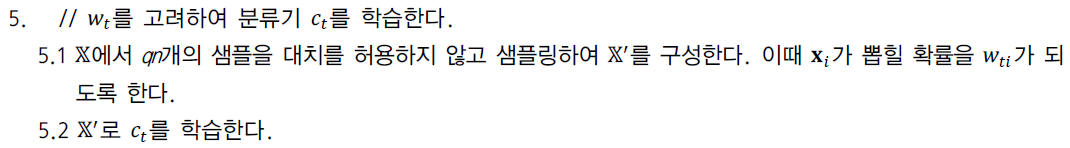 5. // wₜ를 고려하여 분류기 cₜ를 학습한다.
5.1 𝕏에서 qn개의 샘플을 대치를 허용하지 않고 샘플링하여 𝕏′를 구성한다. 이때 𝐱ᵢ가 뽑힐 확률을 wₜᵢ가 되
도록 한다.
5.2 𝕏′로 cₜ를 학습한다.